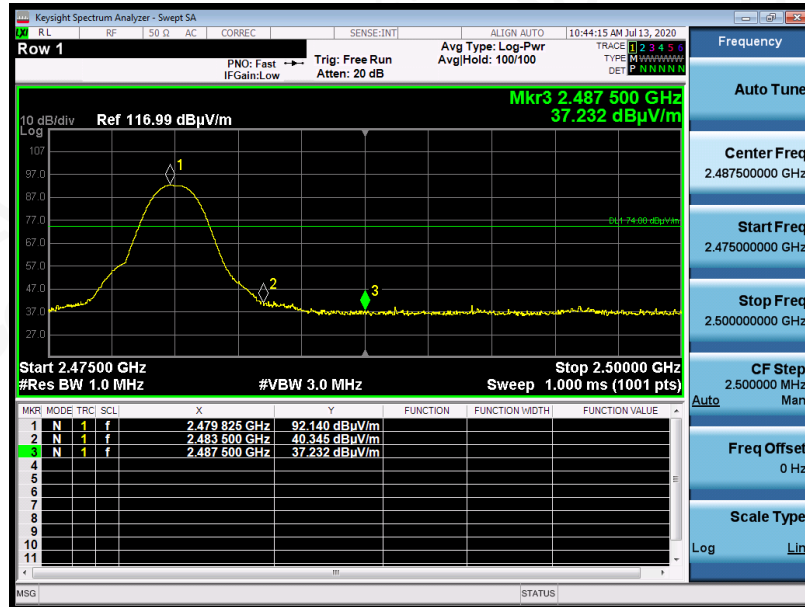 Keysight Spectrum Analyzer - Swept SA
LXI RL RF 50 Ω AC CORREC SENSE:INT ALIGN AUTO 10:44:15 AM Jul 13, 2020
Row 1
PNO: Fast
IFGain:Low
Trig: Free Run
Atten: 20 dB
Avg Type: Log-Pwr
Avg|Hold: 100/100
TRACE 1 2 3 4 5 6
TYPE M W W W W W
DET P N N N N N
Mkr3 2.487 500 GHz
37.232 dBµV/m
10 dB/div Ref 116.99 dBµV/m
Log
107
97.0
87.0
77.0
67.0
57.0
47.0
37.0
27.0
1
2
3
DL1 74.00 dBµV/m
Start 2.47500 GHz Stop 2.50000 GHz
#Res BW 1.0 MHz #VBW 3.0 MHz Sweep 1.000 ms (1001 pts)
MKR MODE TRC SCL X Y FUNCTION FUNCTION WIDTH FUNCTION VALUE
1 N 1 f 2.479 825 GHz 92.140 dBµV/m
2 N 1 f 2.483 500 GHz 40.345 dBµV/m
3 N 1 f 2.487 500 GHz 37.232 dBµV/m
4
5
6
7
8
9
10
11
MSG STATUS
Frequency
Auto Tune
Center Freq
2.487500000 GHz
Start Freq
2.475000000 GHz
Stop Freq
2.500000000 GHz
CF Step
2.500000 MHz
Auto Man
Freq Offset
0 Hz
Scale Type
Log Lin